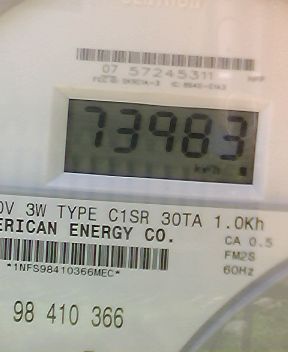 07 57245311
73983
kWh
0V 3W TYPE C1SR 30TA 1.0Kh
ERICAN ENERGY CO.
CA 0.5
FM2S
60Hz
*1NFS98410366MEC*
98 410 366